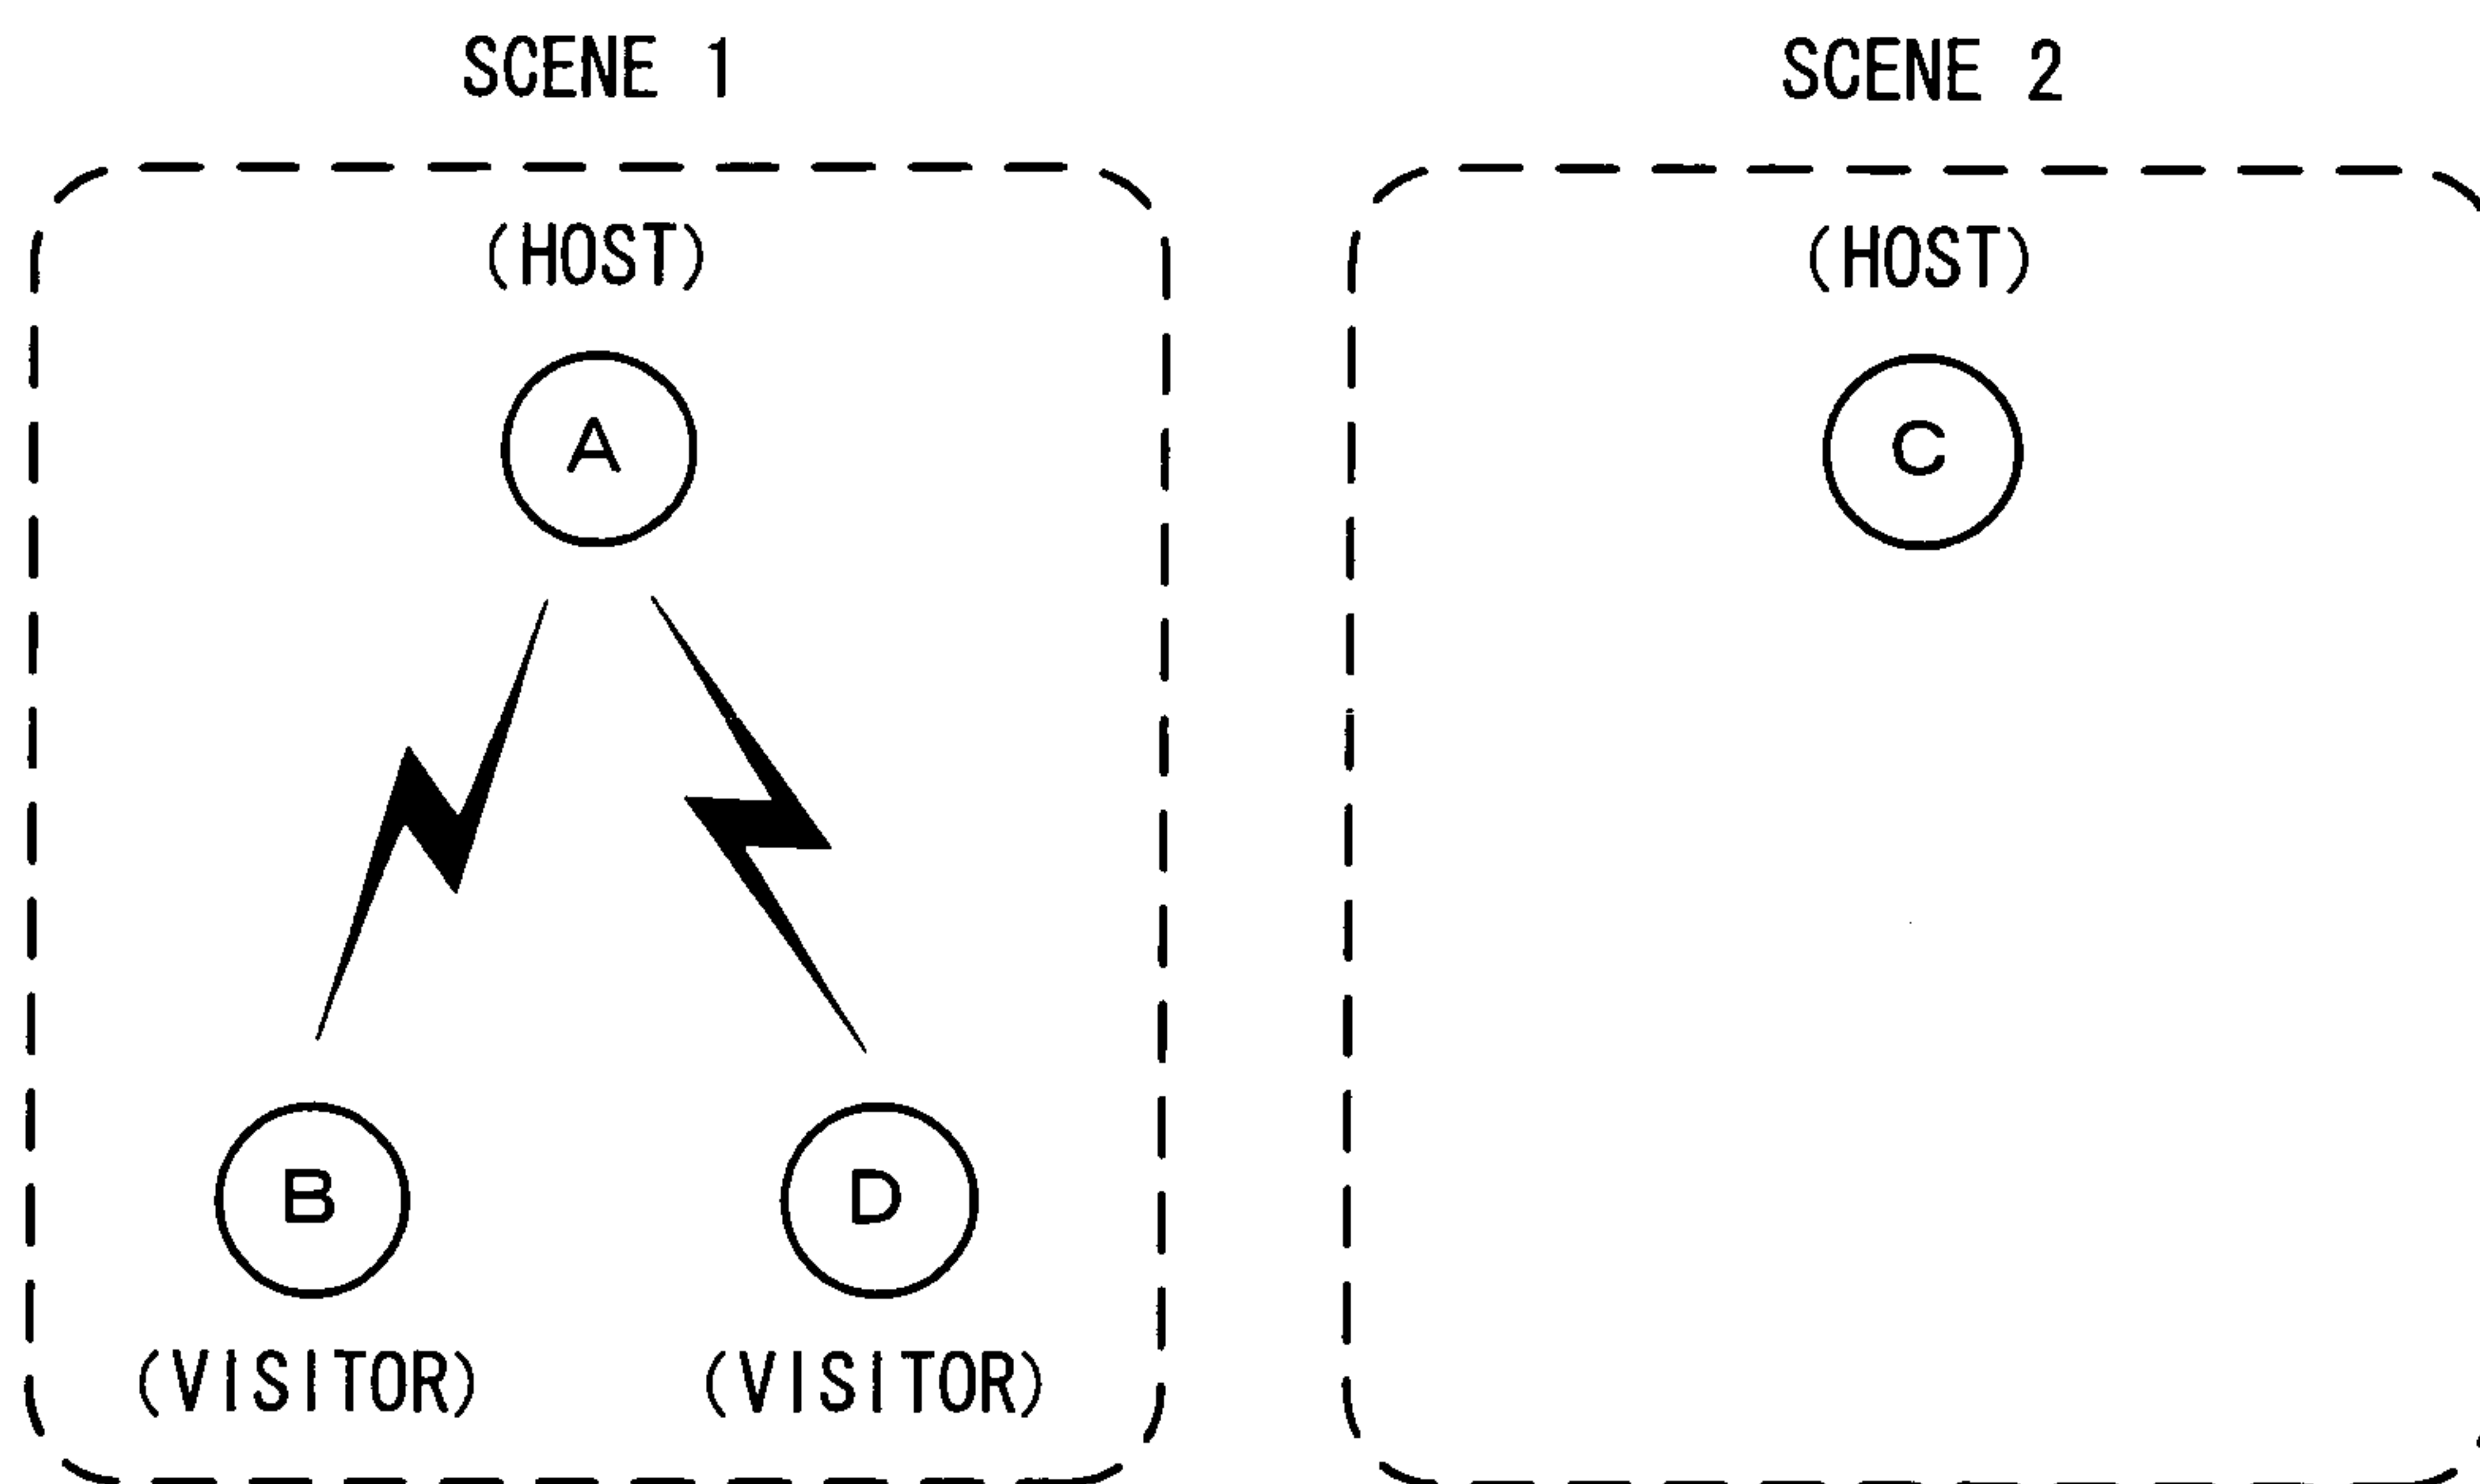 SCENE 1
(HOST)
A
B
D
(VISITOR)
(VISITOR)
SCENE 2
(HOST)
C